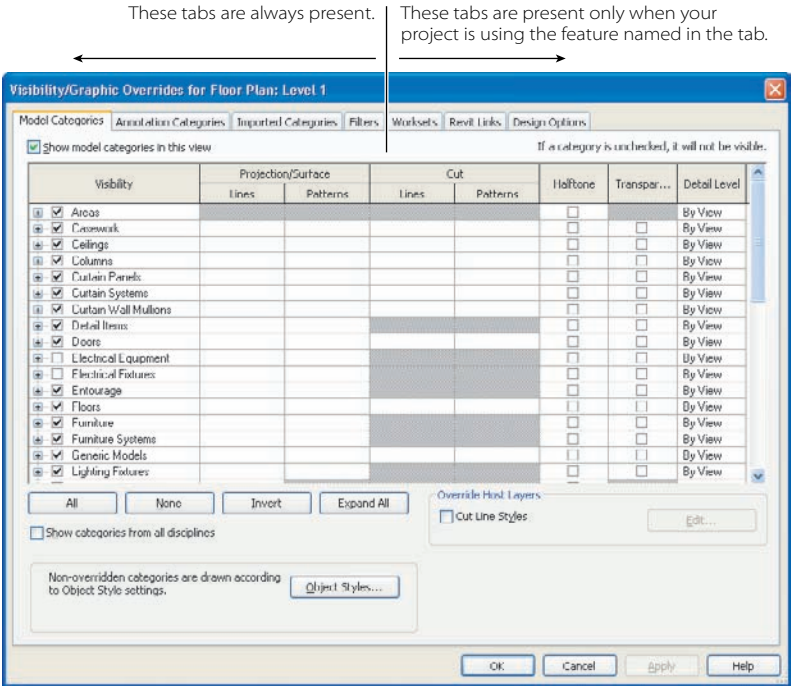 These tabs are always present.
These tabs are present only when your
project is using the feature named in the tab.
Visibility/Graphic Overrides for Floor Plan: Level 1
Model Categories Annotation Categories Imported Categories Filters Worksets Revit Links Design Options
Show model categories in this view
If a category is unchecked, it will not be visible.
Visibility Projection/Surface Cut Halftone Transpar... Detail Level
Lines Patterns Lines Patterns
Areas By View
Casework By View
Ceilings By View
Columns By View
Curtain Panels By View
Curtain Systems By View
Curtain Wall Mullions By View
Detail Items By View
Doors By View
Electrical Equipment By View
Electrical Fixtures By View
Entourage By View
Floors By View
Furniture By View
Furniture Systems By View
Generic Models By View
Lighting Fixtures By View
All None Invert Expand All
Override Host Layers
Cut Line Styles Edit...
Show categories from all disciplines
Non-overridden categories are drawn according
to Object Style settings.
Object Styles...
OK Cancel Apply Help